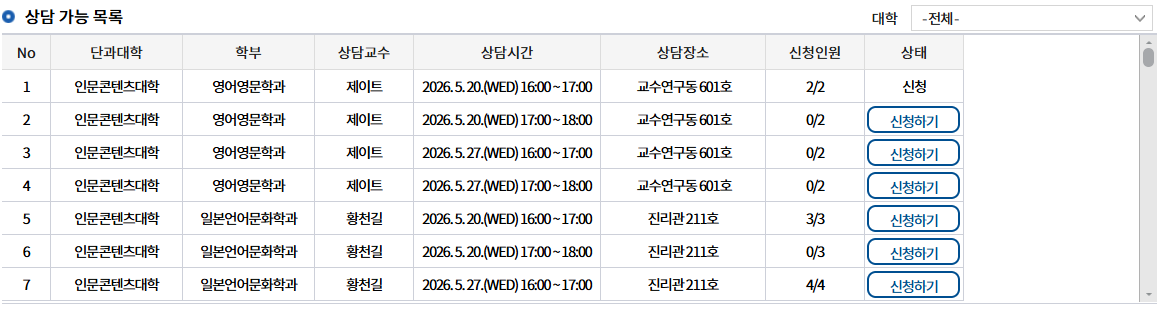 상담 가능 목록
대학 -전체-
No 단과대학 학부 상담교수 상담시간 상담장소 신청인원 상태
1 인문콘텐츠대학 영어영문학과 제이트 2026. 5. 20.(WED) 16:00 ~ 17:00 교수연구동 601호 2/2 신청
2 인문콘텐츠대학 영어영문학과 제이트 2026. 5. 20.(WED) 17:00 ~ 18:00 교수연구동 601호 0/2 신청하기
3 인문콘텐츠대학 영어영문학과 제이트 2026. 5. 27.(WED) 16:00 ~ 17:00 교수연구동 601호 0/2 신청하기
4 인문콘텐츠대학 영어영문학과 제이트 2026. 5. 27.(WED) 17:00 ~ 18:00 교수연구동 601호 0/2 신청하기
5 인문콘텐츠대학 일본언어문화학과 황천길 2026. 5. 20.(WED) 16:00 ~ 17:00 진리관 211호 3/3 신청하기
6 인문콘텐츠대학 일본언어문화학과 황천길 2026. 5. 20.(WED) 17:00 ~ 18:00 진리관 211호 0/3 신청하기
7 인문콘텐츠대학 일본언어문화학과 황천길 2026. 5. 27.(WED) 16:00 ~ 17:00 진리관 211호 4/4 신청하기